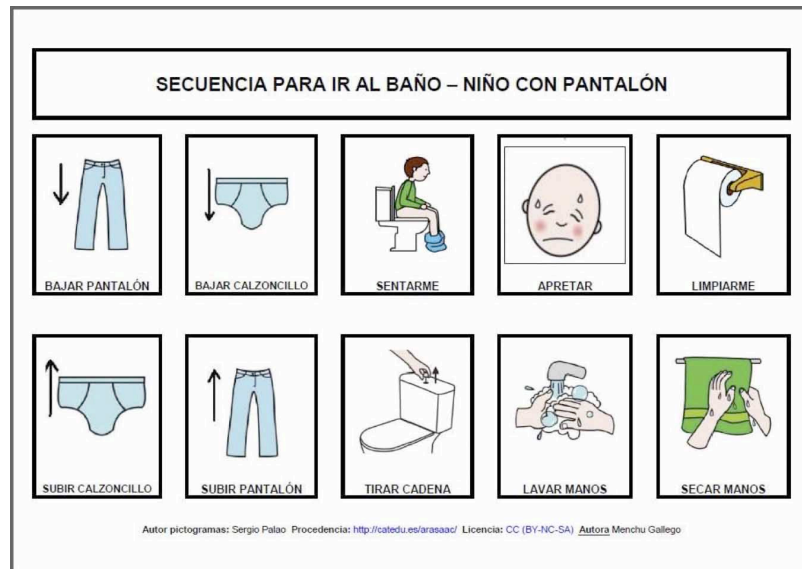 SECUENCIA PARA IR AL BAÑO – NIÑO CON PANTALÓN
BAJAR PANTALÓN
BAJAR CALZONCILLO
SENTARME
APRETAR
LIMPIARME
SUBIR CALZONCILLO
SUBIR PANTALÓN
TIRAR CADENA
LAVAR MANOS
SECAR MANOS
Autor pictogramas: Sergio Palao Procedencia: http://catedu.es/arasaac/ Licencia: CC (BY-NC-SA) Autora Menchu Gallego